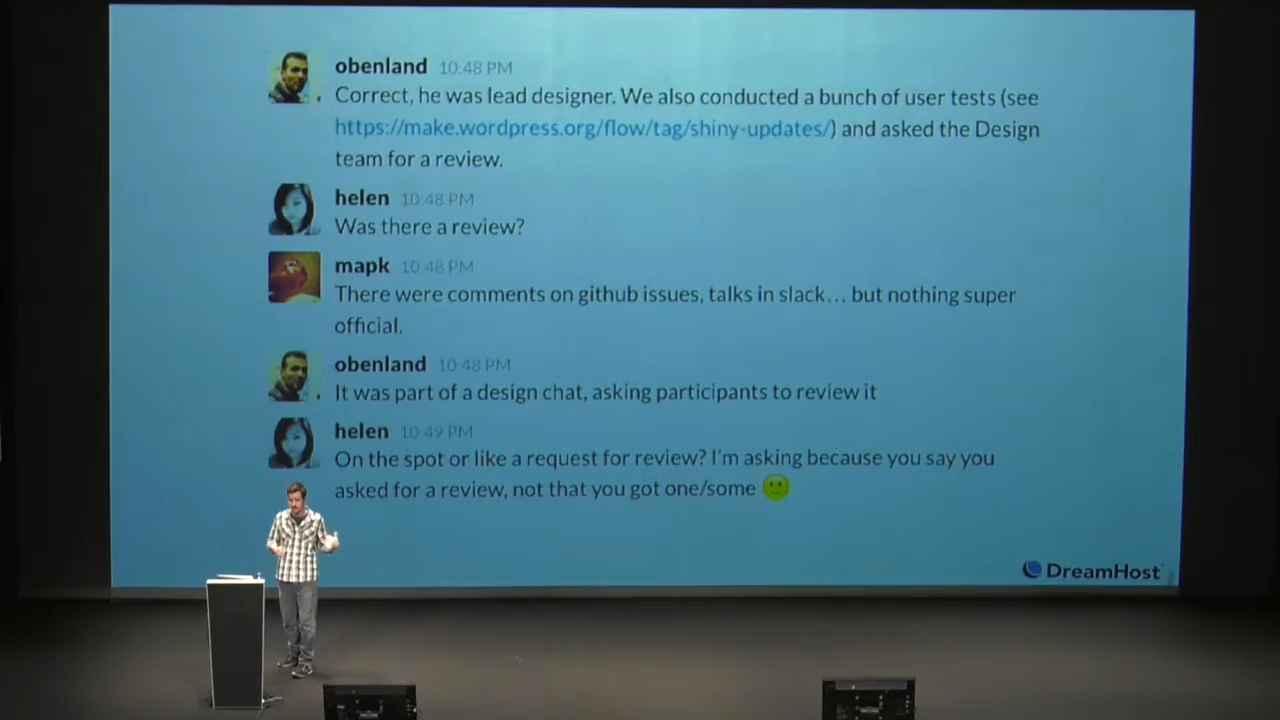 obenland 10:48 PM
Correct, he was lead designer. We also conducted a bunch of user tests (see
https://make.wordpress.org/flow/tag/shiny-updates/) and asked the Design
team for a review.
helen 10:48 PM
Was there a review?
mapk 10:48 PM
There were comments on github issues, talks in slack... but nothing super
official.
obenland 10:48 PM
It was part of a design chat, asking participants to review it
helen 10:49 PM
On the spot or like a request for review? I'm asking because you say you
asked for a review, not that you got one/some
DreamHost